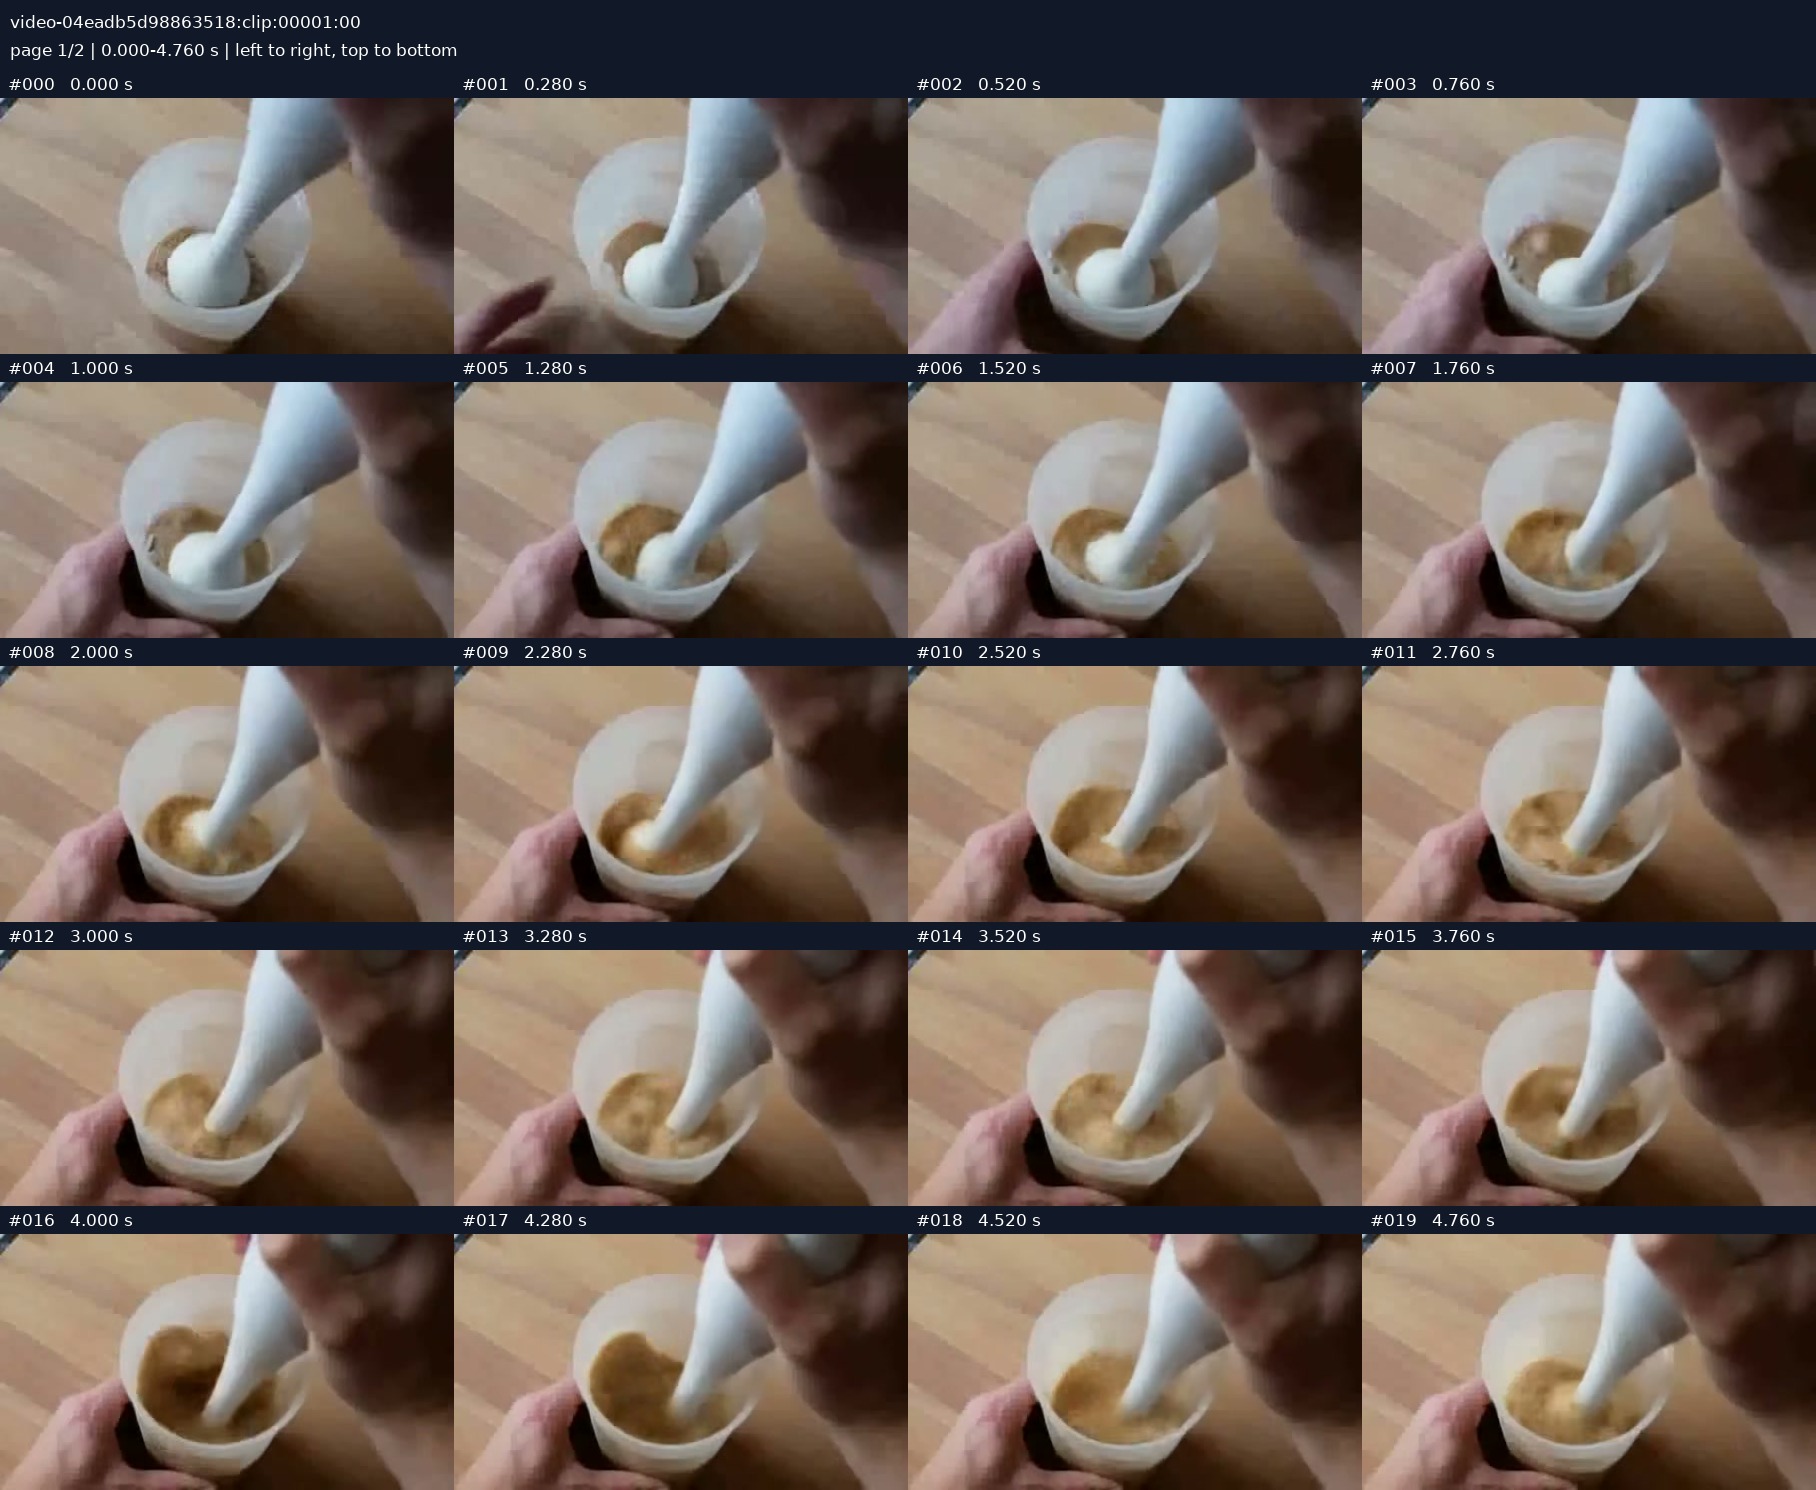 video-04eadb5d98863518:clip:00001:00
page 1/2 | 0.000-4.760 s | left to right, top to bottom
#000 0.000 s
#001 0.280 s
#002 0.520 s
#003 0.760 s
#004 1.000 s
#005 1.280 s
#006 1.520 s
#007 1.760 s
#008 2.000 s
#009 2.280 s
#010 2.520 s
#011 2.760 s
#012 3.000 s
#013 3.280 s
#014 3.520 s
#015 3.760 s
#016 4.000 s
#017 4.280 s
#018 4.520 s
#019 4.760 s